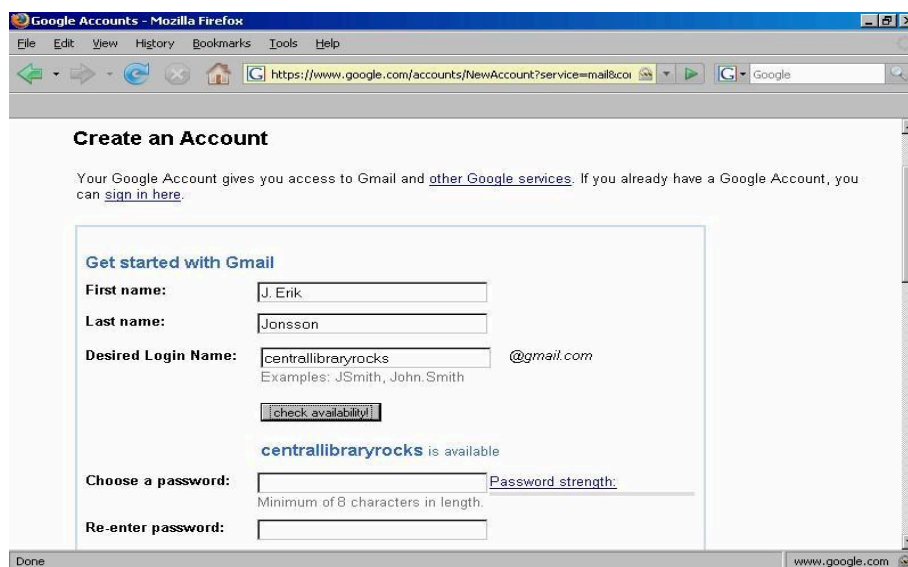 Google Accounts - Mozilla Firefox
File Edit View History Bookmarks Tools Help
https://www.google.com/accounts/NewAccount?service=mail&coi Google
Create an Account
Your Google Account gives you access to Gmail and other Google services. If you already have a Google Account, you
can sign in here.
Get started with Gmail
First name: J. Erik
Last name: Jonsson
Desired Login Name: centrallibraryrocks @gmail.com
Examples: JSmith, John.Smith
check availability!
centrallibraryrocks is available
Choose a password: Password strength:
Minimum of 8 characters in length.
Re-enter password:
Done www.google.com